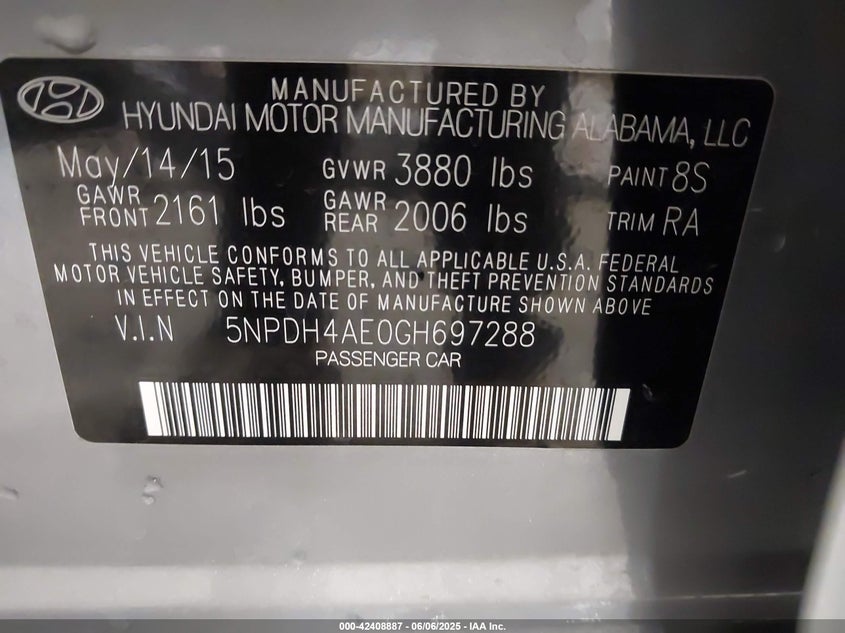 MANUFACTURED BY
HYUNDAI MOTOR MANUFACTURING ALABAMA, LLC
May/14/15 GVWR 3880 lbs PAINT 8S
GAWR FRONT 2161 lbs GAWR REAR 2006 lbs TRIM RA
THIS VEHICLE CONFORMS TO ALL APPLICABLE U.S.A. FEDERAL
MOTOR VEHICLE SAFETY, BUMPER, AND THEFT PREVENTION STANDARDS
IN EFFECT ON THE DATE OF MANUFACTURE SHOWN ABOVE
V.I.N 5NPDH4AE0GH697288
PASSENGER CAR
000-42408887 - 06/06/2025 - IAA Inc.